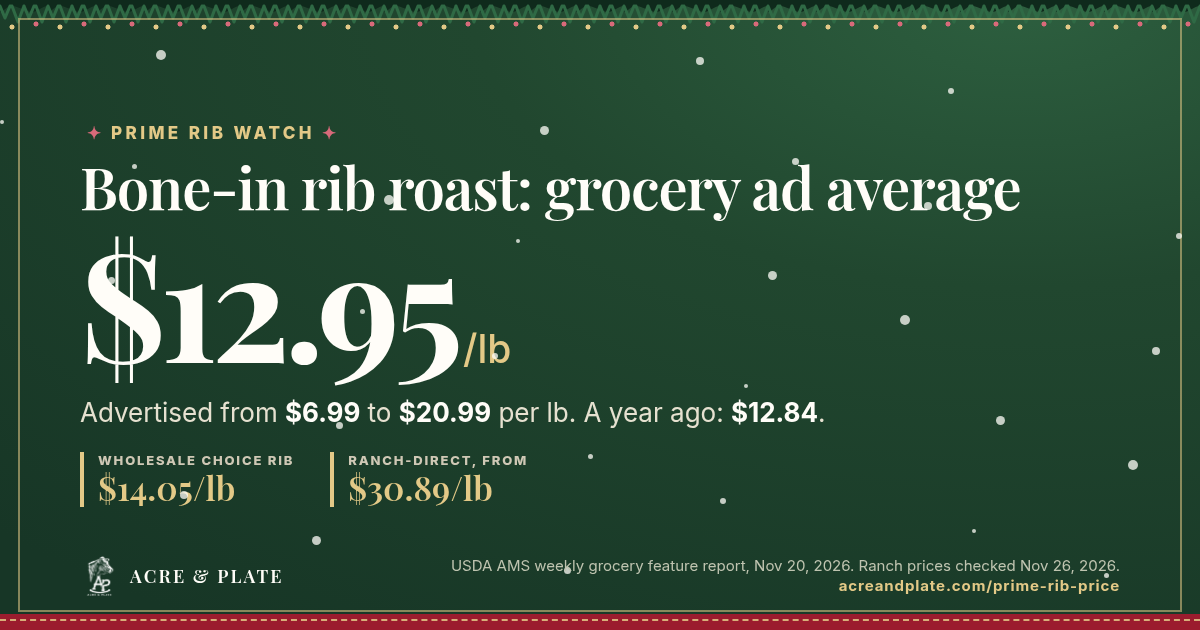 ✦ PRIME RIB WATCH ✦
Bone-in rib roast: grocery ad average
$12.95/lb
Advertised from $6.99 to $20.99 per lb. A year ago: $12.84.
WHOLESALE CHOICE RIB
$14.05/lb
RANCH-DIRECT, FROM
$30.89/lb
AP
ACRE & PLATE
USDA AMS weekly grocery feature report, Nov 20, 2026. Ranch prices checked Nov 26, 2026.
acreandplate.com/prime-rib-price